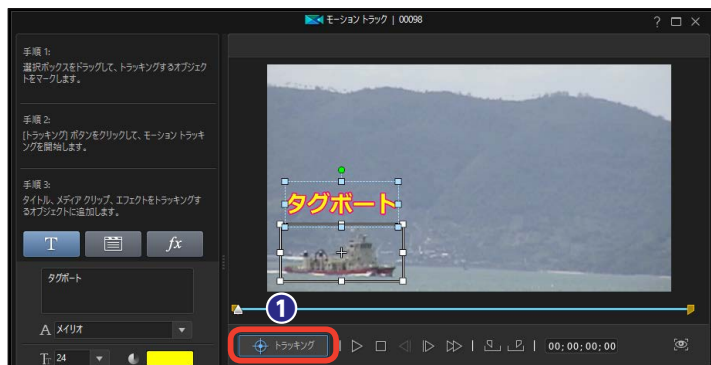 モーション トラック | 00098
?
手順 1:
選択ボックスをドラッグして、トラッキングするオブジェク
トをマークします。
手順 2:
[トラッキング] ボタンをクリックして、モーション トラッキ
ングを開始します。
手順 3:
タイトル、メディア クリップ、エフェクトをトラッキングす
るオブジェクトに追加します。
T
fx
タグボート
A メイリオ
TT 24
タグボート
1
トラッキング
00;00;00;00